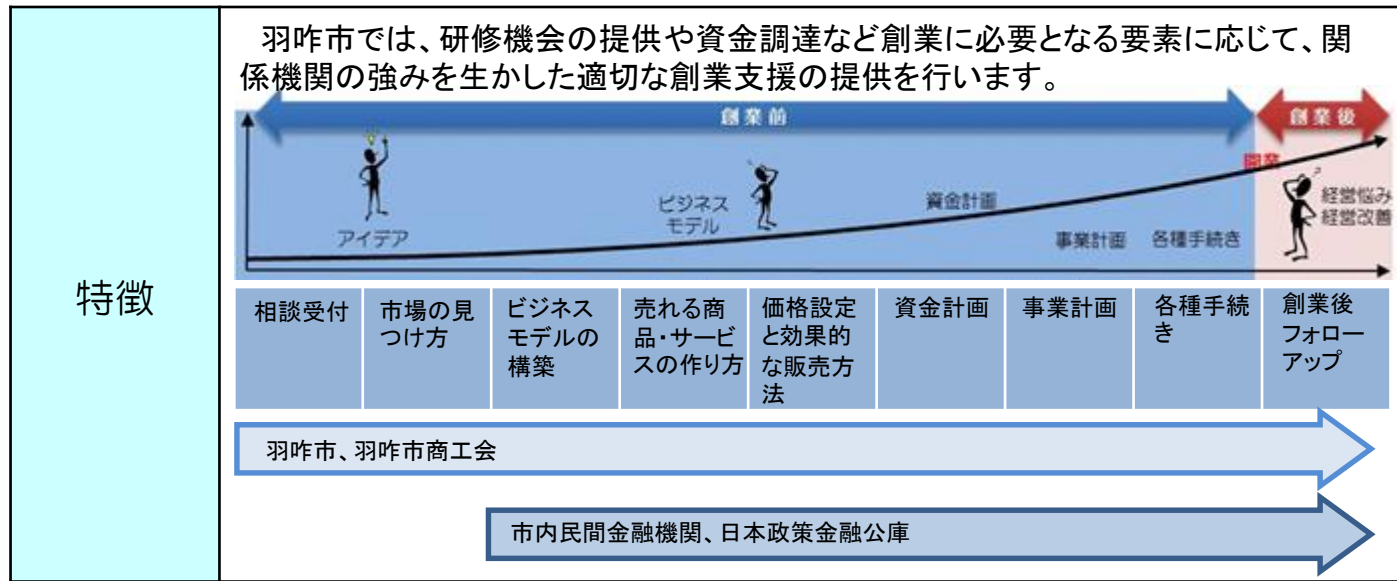 特徴
羽咋市では、研修機会の提供や資金調達など創業に必要となる要素に応じて、関
係機関の強みを生かした適切な創業支援の提供を行います。
創業前
創業後
開業
アイデア
ビジネス
モデル
資金計画
事業計画
各種手続き
経営悩み
経営改善
相談受付
市場の見
つけ方
ビジネス
モデルの
構築
売れる商
品・サービ
スの作り方
価格設定
と効果的
な販売方
法
資金計画
事業計画
各種手続
き
創業後
フォロー
アップ
羽咋市、羽咋市商工会
市内民間金融機関、日本政策金融公庫